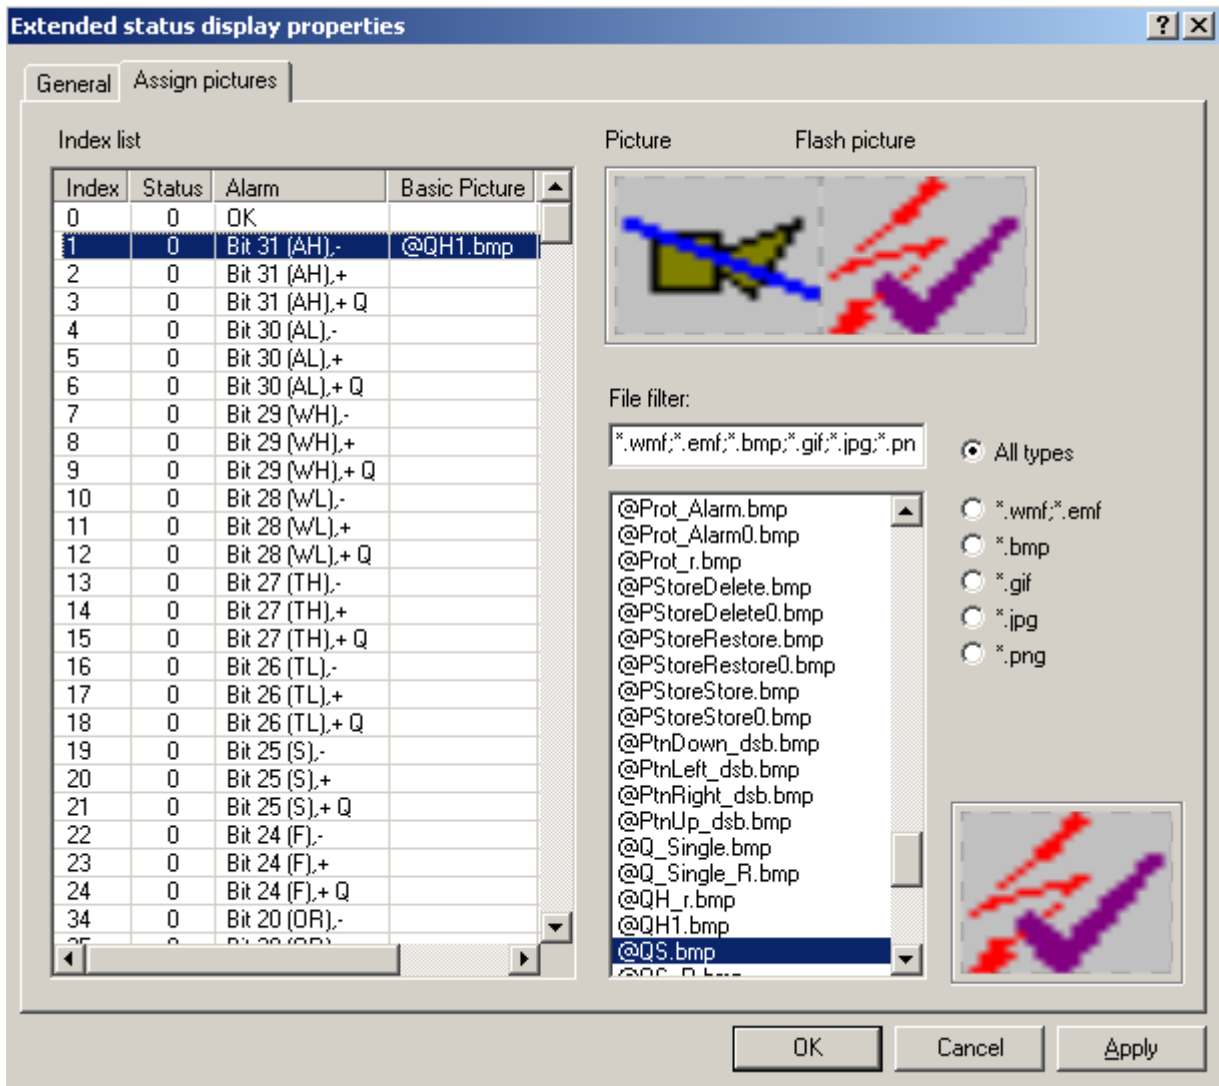 Extended status display properties
General Assign pictures
Index list
Index Status Alarm Basic Picture
0 0 OK
1 0 Bit 31 (AH),- @QH1.bmp
2 0 Bit 31 (AH),+
3 0 Bit 31 (AH),+ Q
4 0 Bit 30 (AL),-
5 0 Bit 30 (AL),+
6 0 Bit 30 (AL),+ Q
7 0 Bit 29 (WH),-
8 0 Bit 29 (WH),+
9 0 Bit 29 (WH),+ Q
10 0 Bit 28 (WL),-
11 0 Bit 28 (WL),+
12 0 Bit 28 (WL),+ Q
13 0 Bit 27 (TH),-
14 0 Bit 27 (TH),+
15 0 Bit 27 (TH),+ Q
16 0 Bit 26 (TL),-
17 0 Bit 26 (TL),+
18 0 Bit 26 (TL),+ Q
19 0 Bit 25 (S),-
20 0 Bit 25 (S),+
21 0 Bit 25 (S),+ Q
22 0 Bit 24 (F),-
23 0 Bit 24 (F),+
24 0 Bit 24 (F),+ Q
34 0 Bit 20 (OR),-
Picture Flash picture
File filter:
*.wmf;*.emf;*.bmp;*.gif;*.jpg;*.pn
@Prot_Alarm.bmp
@Prot_Alarm0.bmp
@Prot_r.bmp
@PStoreDelete.bmp
@PStoreDelete0.bmp
@PStoreRestore.bmp
@PStoreRestore0.bmp
@PStoreStore.bmp
@PStoreStore0.bmp
@PtnDown_dsb.bmp
@PtnLeft_dsb.bmp
@PtnRight_dsb.bmp
@PtnUp_dsb.bmp
@Q_Single.bmp
@Q_Single_R.bmp
@QH_r.bmp
@QH1.bmp
@QS.bmp
All types
*.wmf;*.emf
*.bmp
*.gif
*.jpg
*.png
OK Cancel Apply